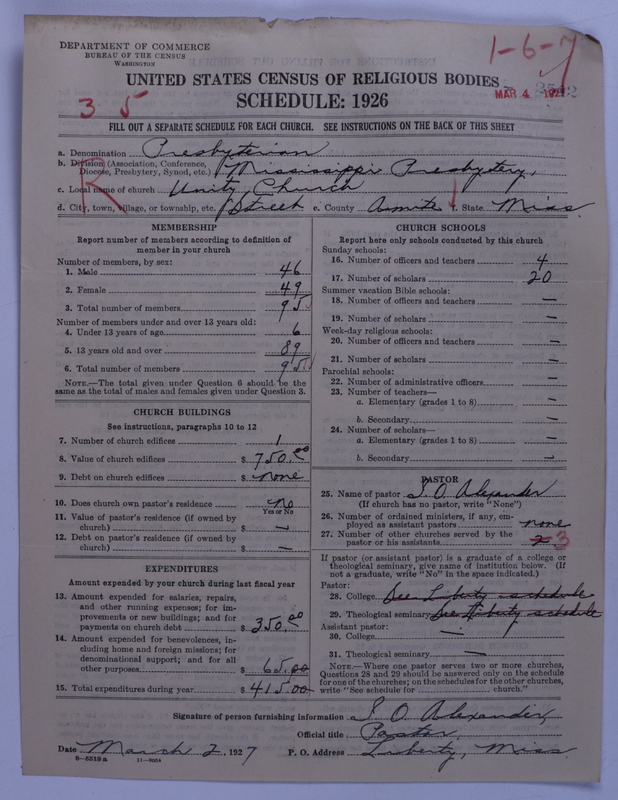 DEPARTMENT OF COMMERCE
BUREAU OF THE CENSUS
WASHINGTON
1-6-7
UNITED STATES CENSUS OF RELIGIOUS BODIES
MAR 4 1927
3 5
SCHEDULE: 1926
FILL OUT A SEPARATE SCHEDULE FOR EACH CHURCH. SEE INSTRUCTIONS ON THE BACK OF THIS SHEET
R
a. Denomination Presbyterian
b. Division (Association, Conference, Diocese, Presbytery, Synod, etc.) Mississippi Presbytery,
c. Local name of church Unity Church
d. City, town, village, or township, etc. Street e. County Amite f. State Miss.
MEMBERSHIP
Report number of members according to definition of
member in your church
Number of members, by sex:
1. Male 46
2. Female 49
3. Total number of members 95
Number of members under and over 13 years old:
4. Under 13 years of age 6
5. 13 years old and over 89
6. Total number of members 95
NOTE.—The total given under Question 6 should be the
same as the total of males and females given under Question 3.
CHURCH BUILDINGS
See instructions, paragraphs 10 to 12
7. Number of church edifices 1
8. Value of church edifices $ 750.00
9. Debt on church edifices $ none
10. Does church own pastor's residence no
Yes or No
11. Value of pastor's residence (if owned by
church) $ —
12. Debt on pastor's residence (if owned by
church) $ —
EXPENDITURES
Amount expended by your church during last fiscal year
13. Amount expended for salaries, repairs,
and other running expenses; for im-
provements or new buildings; and for
payments on church debt $ 350.00
14. Amount expended for benevolences, in-
cluding home and foreign missions; for
denominational support; and for all
other purposes $ 65.00
15. Total expenditures during year $ 415.00
CHURCH SCHOOLS
Report here only schools conducted by this church
Sunday schools:
16. Number of officers and teachers 4
17. Number of scholars 20
Summer vacation Bible schools:
18. Number of officers and teachers —
19. Number of scholars —
Week-day religious schools:
20. Number of officers and teachers —
21. Number of scholars —
Parochial schools:
22. Number of administrative officers —
23. Number of teachers—
a. Elementary (grades 1 to 8) —
b. Secondary —
24. Number of scholars—
a. Elementary (grades 1 to 8) —
b. Secondary —
PASTOR
25. Name of pastor S. O. Alexander
(If church has no pastor, write "None")
26. Number of ordained ministers, if any, em-
ployed as assistant pastors none
27. Number of other churches served by the
pastor or his assistants 2 3
If pastor (or assistant pastor) is a graduate of a college or
theological seminary, give name of institution below. (If
not a graduate, write "No" in the space indicated.)
Pastor:
28. College See Liberty schedule
29. Theological seminary See Liberty schedule
Assistant pastor:
30. College —
31. Theological seminary —
NOTE.—Where one pastor serves two or more churches,
Questions 28 and 29 should be answered only on the schedule
for one of the churches; on the schedules for the other churches,
write "See schedule for ______ church."
Signature of person furnishing information S. O. Alexander,
Official title Pastor,
Date March 2, 1927 P. O. Address Liberty, Miss
8—5319 a 11—9054